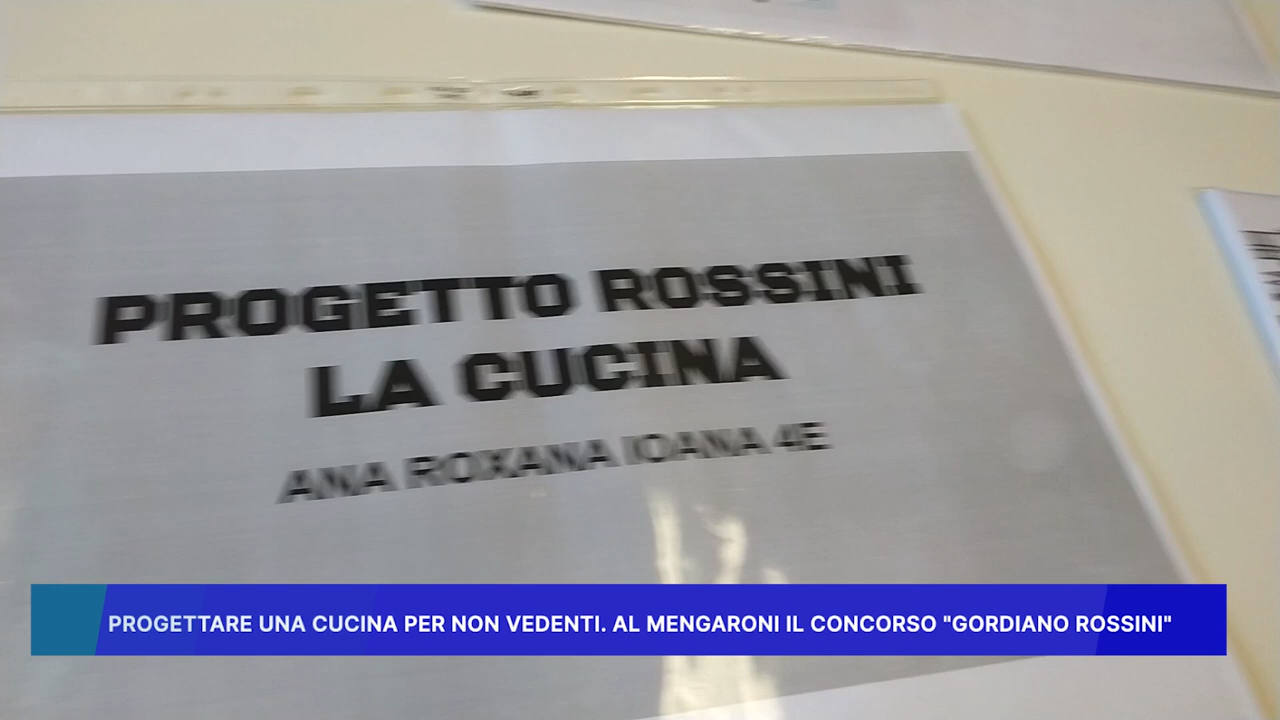 PROGETTO ROSSINI
LA CUCINA
ANA ROXANA IOANA 4E
PROGETTARE UNA CUCINA PER NON VEDENTI. AL MENGARONI IL CONCORSO "GORDIANO ROSSINI"